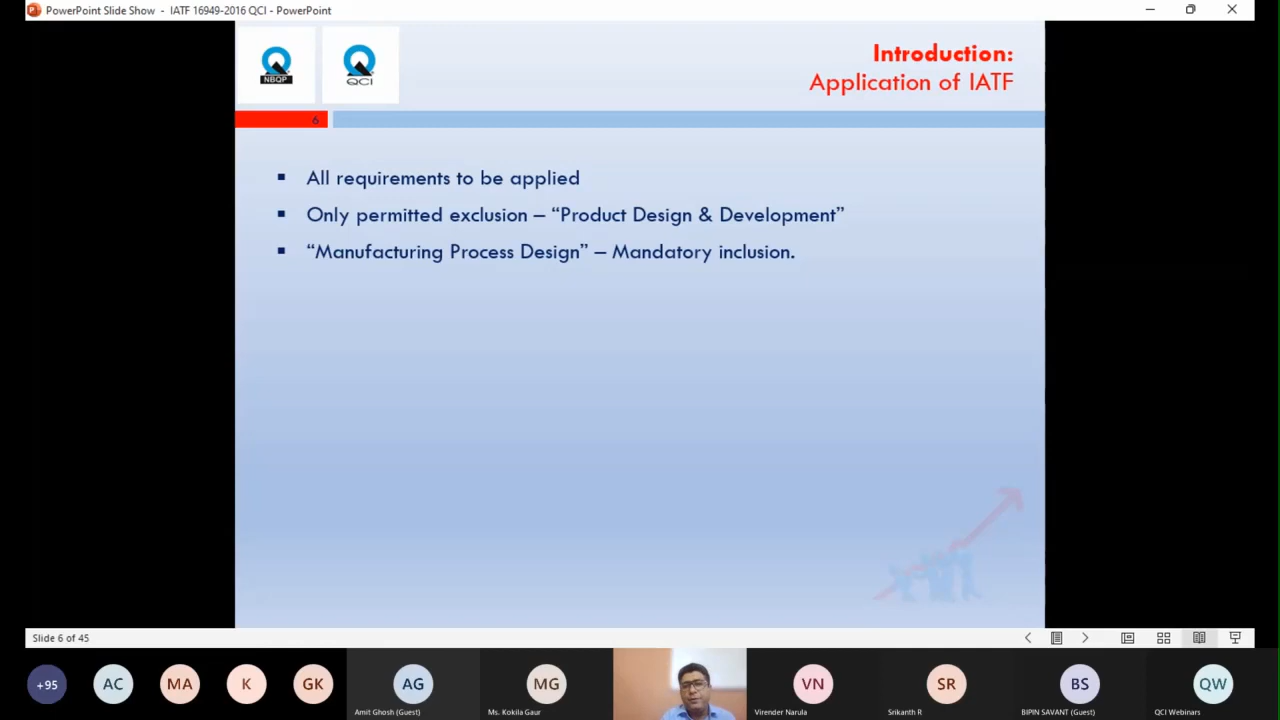 PowerPoint Slide Show - IATF 16949-2016 QCI - PowerPoint
NBQP
QCI
Introduction:
Application of IATF
6
▪ All requirements to be applied
▪ Only permitted exclusion – “Product Design & Development”
▪ “Manufacturing Process Design” – Mandatory inclusion.
Slide 6 of 45
+95
AC
MA
K
GK
AG
MG
VN
SR
BS
QW
Amit Ghosh (Guest)
Ms. Kokila Gaur
Virender Narula
Srikanth R
BIPIN SAVANT (Guest)
QCI Webinars